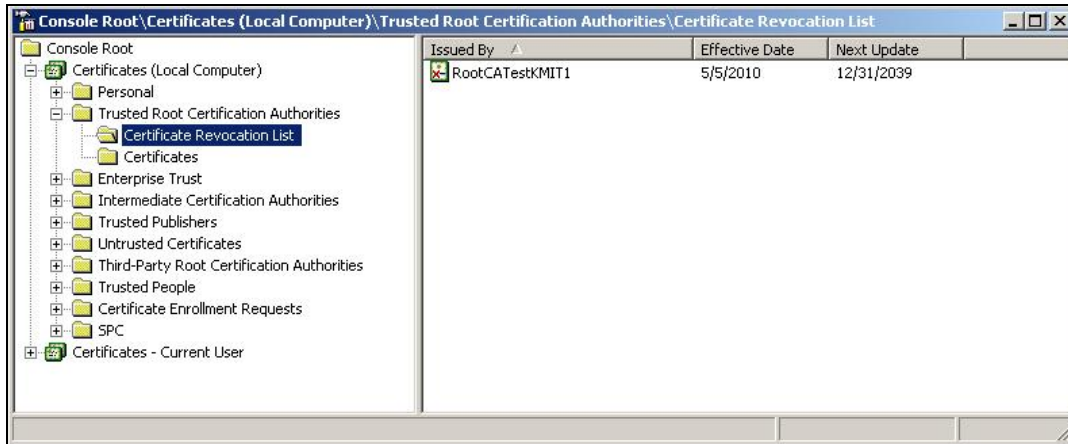 Console Root\Certificates (Local Computer)\Trusted Root Certification Authorities\Certificate Revocation List
Console Root
Certificates (Local Computer)
Personal
Trusted Root Certification Authorities
Certificate Revocation List
Certificates
Enterprise Trust
Intermediate Certification Authorities
Trusted Publishers
Untrusted Certificates
Third-Party Root Certification Authorities
Trusted People
Certificate Enrollment Requests
SPC
Certificates - Current User
Issued By Effective Date Next Update
RootCATestKMIT1 5/5/2010 12/31/2039